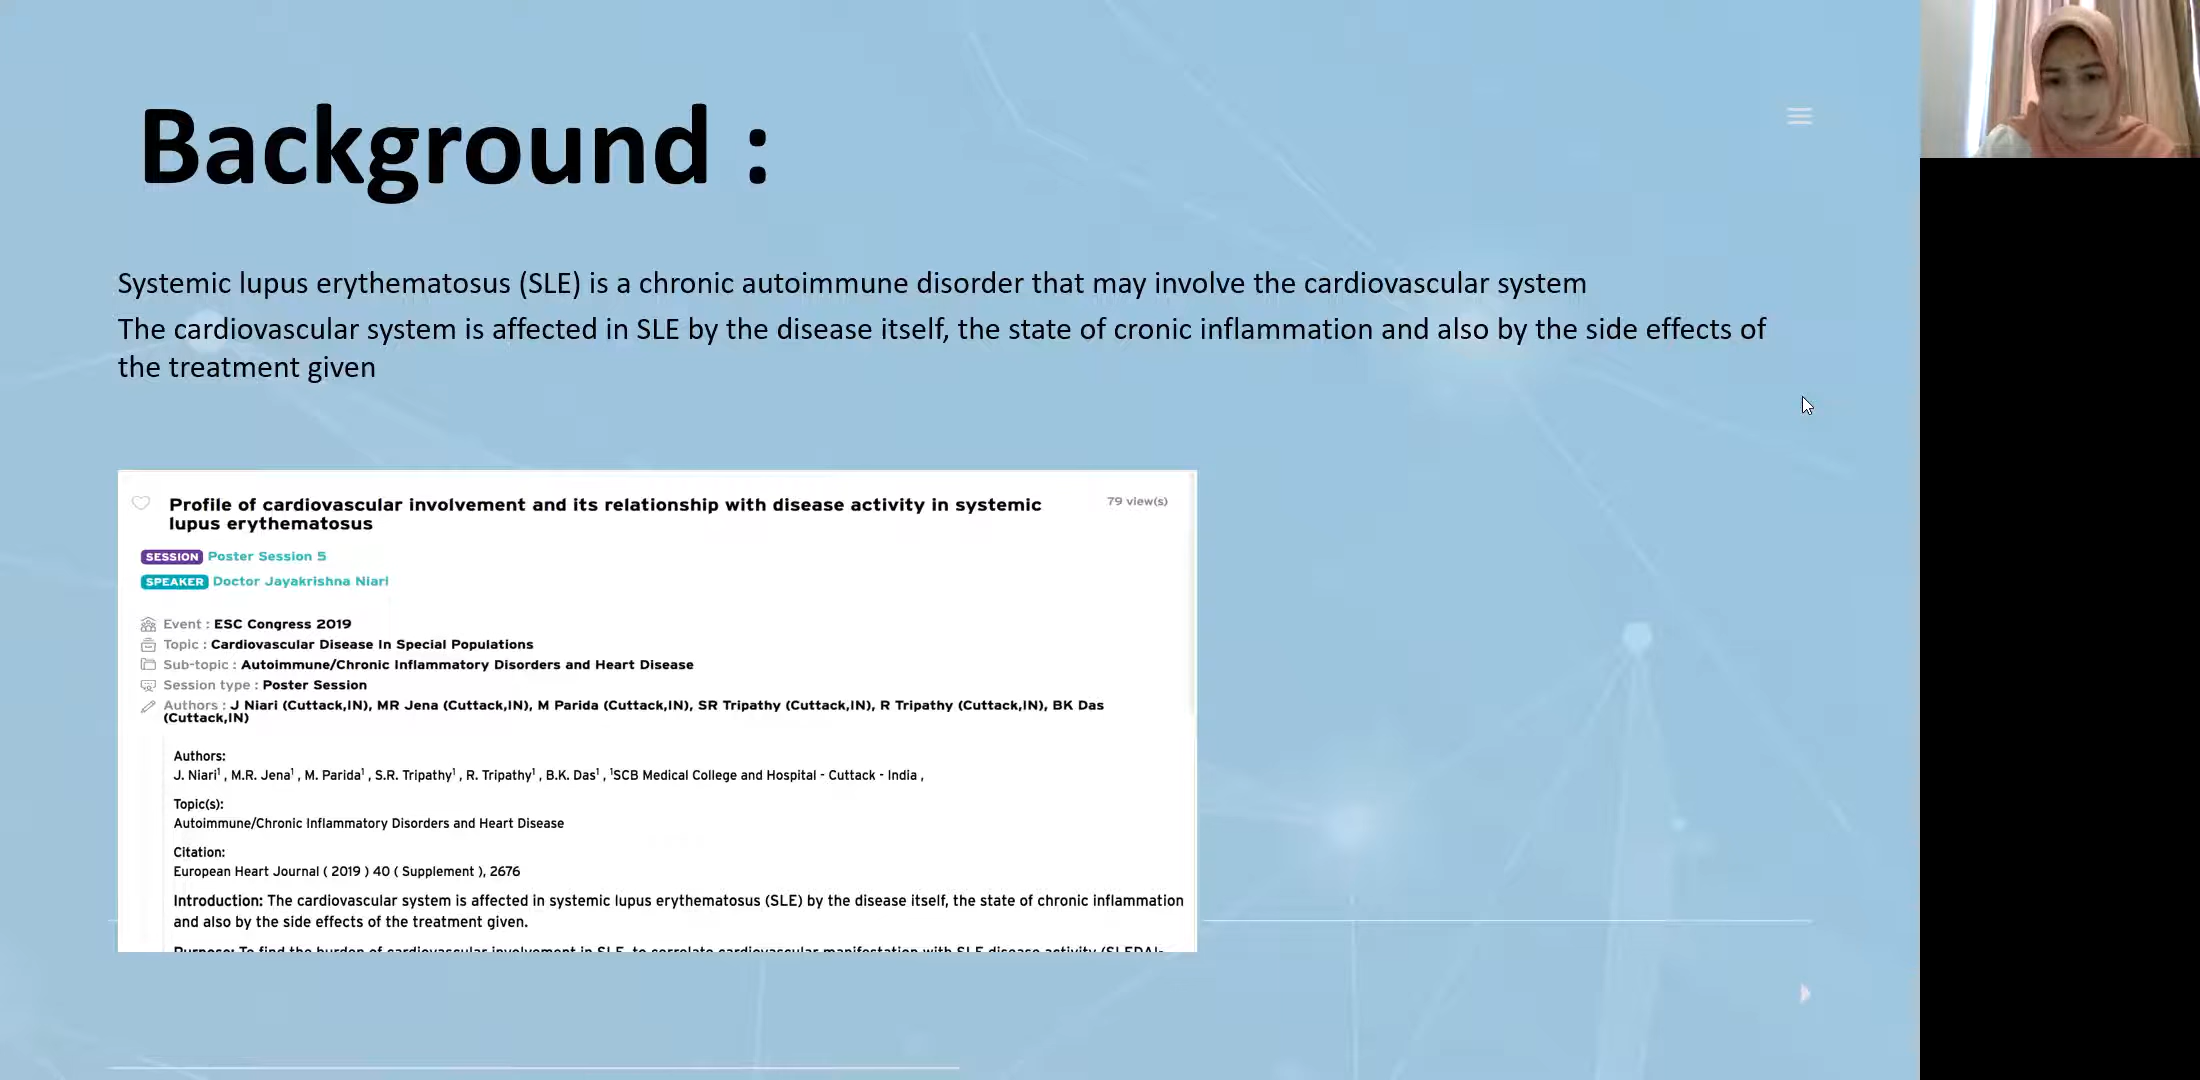 Background :
Systemic lupus erythematosus (SLE) is a chronic autoimmune disorder that may involve the cardiovascular system
The cardiovascular system is affected in SLE by the disease itself, the state of cronic inflammation and also by the side effects of
the treatment given
Profile of cardiovascular involvement and its relationship with disease activity in systemic
lupus erythematosus
79 view(s)
SESSION Poster Session 5
SPEAKER Doctor Jayakrishna Niari
Event : ESC Congress 2019
Topic : Cardiovascular Disease In Special Populations
Sub-topic : Autoimmune/Chronic Inflammatory Disorders and Heart Disease
Session type : Poster Session
Authors : J Niari (Cuttack,IN), MR Jena (Cuttack,IN), M Parida (Cuttack,IN), SR Tripathy (Cuttack,IN), R Tripathy (Cuttack,IN), BK Das
(Cuttack,IN)
Authors:
J. Niari¹ , M.R. Jena¹ , M. Parida¹ , S.R. Tripathy¹ , R. Tripathy¹ , B.K. Das¹ , ¹SCB Medical College and Hospital - Cuttack - India ,
Topic(s):
Autoimmune/Chronic Inflammatory Disorders and Heart Disease
Citation:
European Heart Journal ( 2019 ) 40 ( Supplement ), 2676
Introduction: The cardiovascular system is affected in systemic lupus erythematosus (SLE) by the disease itself, the state of chronic inflammation
and also by the side effects of the treatment given.
Purpose: To find the burden of cardiovascular involvement in SLE, to correlate cardiovascular manifestation with SLE disease activity (SLEDAI-